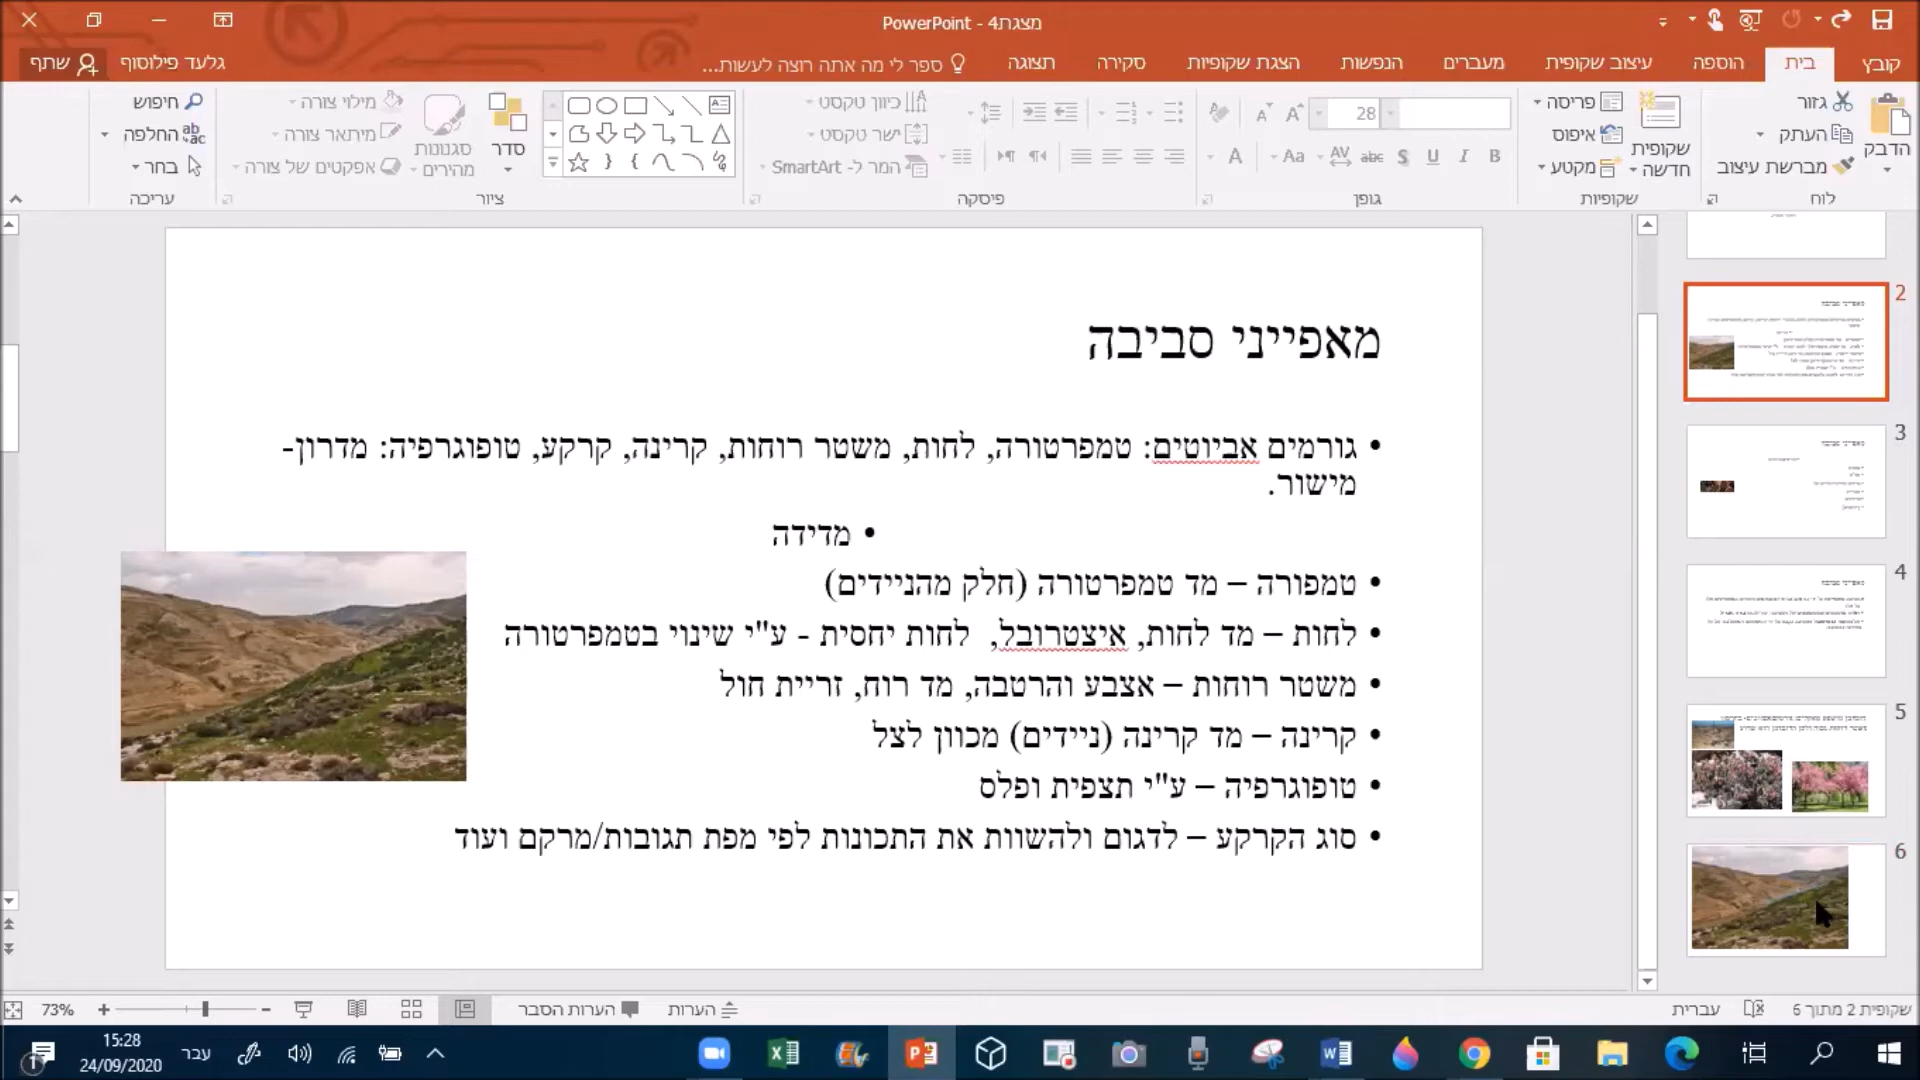 מצגת4 - PowerPoint
קובץ
בית
הוספה
עיצוב שקופית
מעברים
הנפשות
הצגת שקופיות
סקירה
תצוגה
ספר לי מה אתה רוצה לעשות...
גלעד פילוסוף
שתף
הדבק
גזור
העתק
מברשת עיצוב
לוח
שקופית חדשה
פריסה
איפוס
מקטע
שקופיות
28
גופן
כיוון טקסט
ישר טקסט
המר ל- SmartArt
פיסקה
סדר
סגנונות מהירים
מילוי צורה
מיתאר צורה
אפקטים של צורה
ציור
חיפוש
החלפה
בחר
עריכה
מאפייני סביבה
• גורמים אביוטים: טמפרטורה, לחות, משטר רוחות, קרינה, קרקע, טופוגרפיה: מדרון-
מישור.
• מדידה
• טמפורה – מד טמפרטורה (חלק מהניידים)
• לחות – מד לחות, איצטרובל, לחות יחסית - ע"י שינוי בטמפרטורה
• משטר רוחות – אצבע והרטבה, מד רוח, זריית חול
• קרינה – מד קרינה (ניידים) מכוון לצל
• טופוגרפיה – ע"י תצפית ופלס
• סוג הקרקע – לדגום ולהשוות את התכונות לפי מפת תגובות/מרקם ועוד
2
3
4
5
6
שקופית 2 מתוך 6
עברית
הערות
הערות הסבר
73%
עבר
15:28
24/09/2020